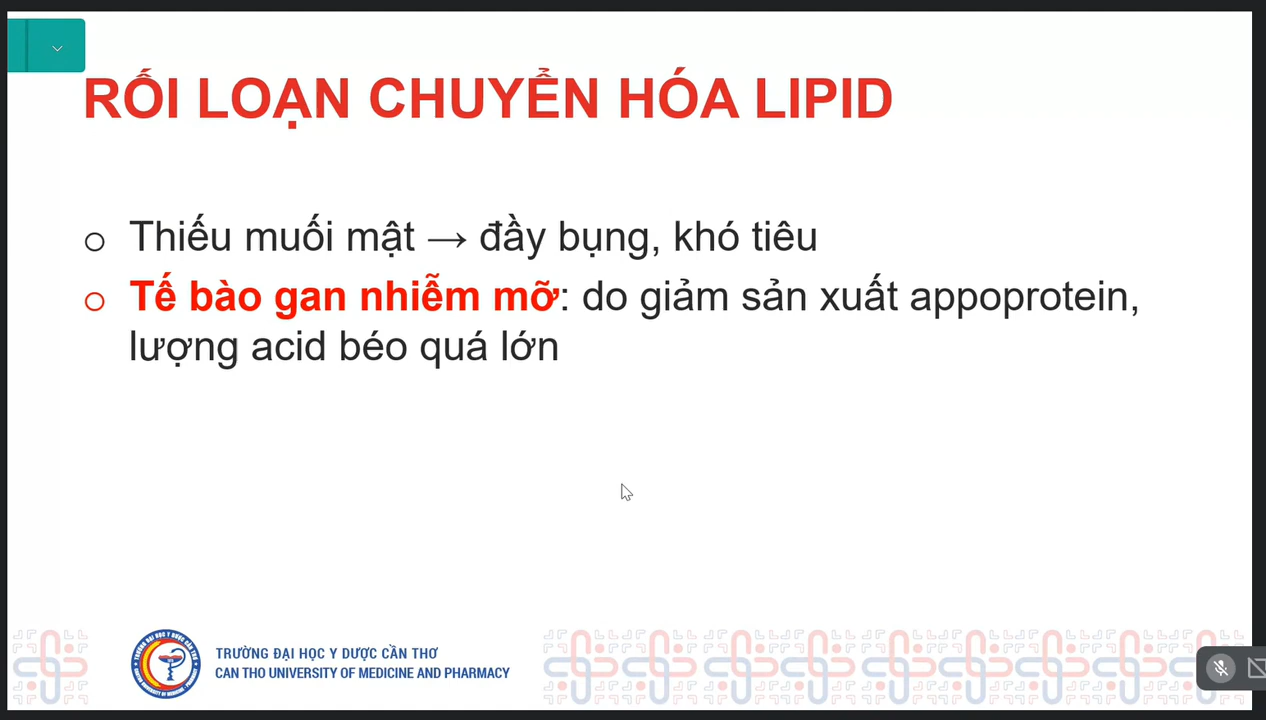 RỐI LOẠN CHUYỂN HÓA LIPID
Thiếu muối mật → đầy bụng, khó tiêu
Tế bào gan nhiễm mỡ: do giảm sản xuất appoprotein,
lượng acid béo quá lớn
TRƯỜNG ĐẠI HỌC Y DƯỢC CẦN THƠ
CAN THO UNIVERSITY OF MEDICINE AND PHARMACY